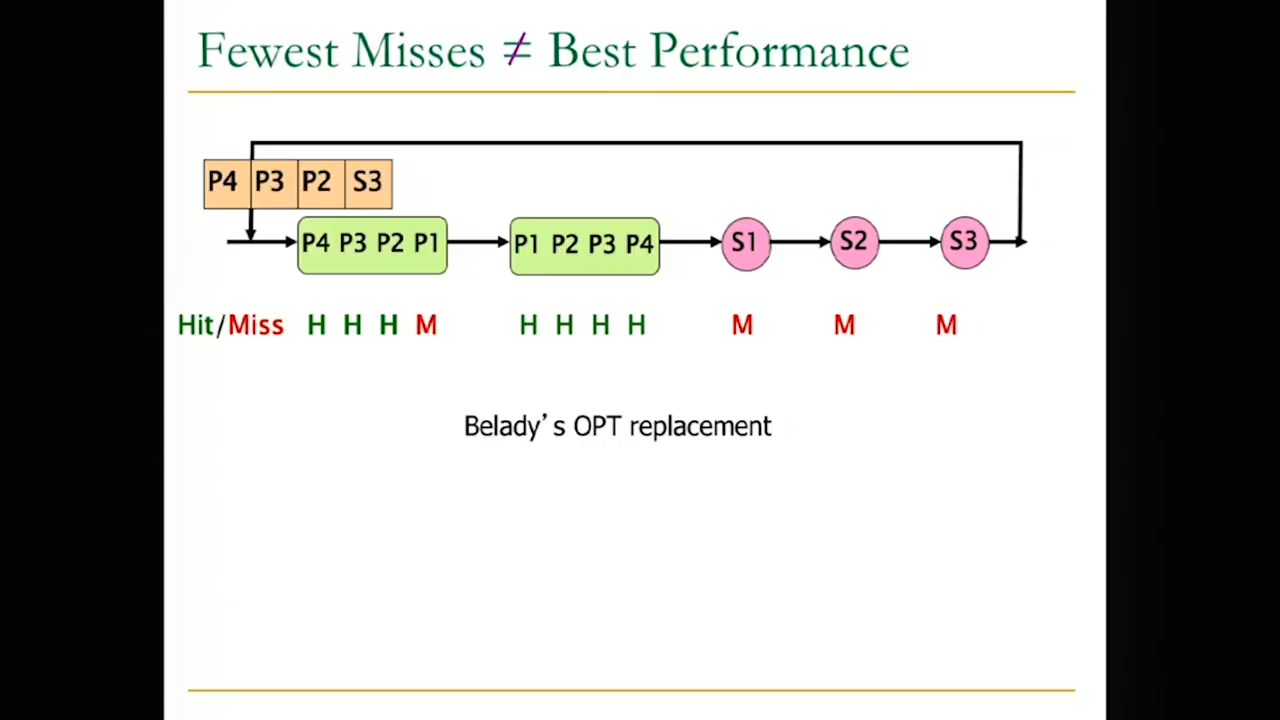 Fewest Misses ≠ Best Performance
P4 P3 P2 S3
P4 P3 P2 P1 P1 P2 P3 P4 S1 S2 S3
Hit/Miss H H H M H H H H M M M
Belady's OPT replacement